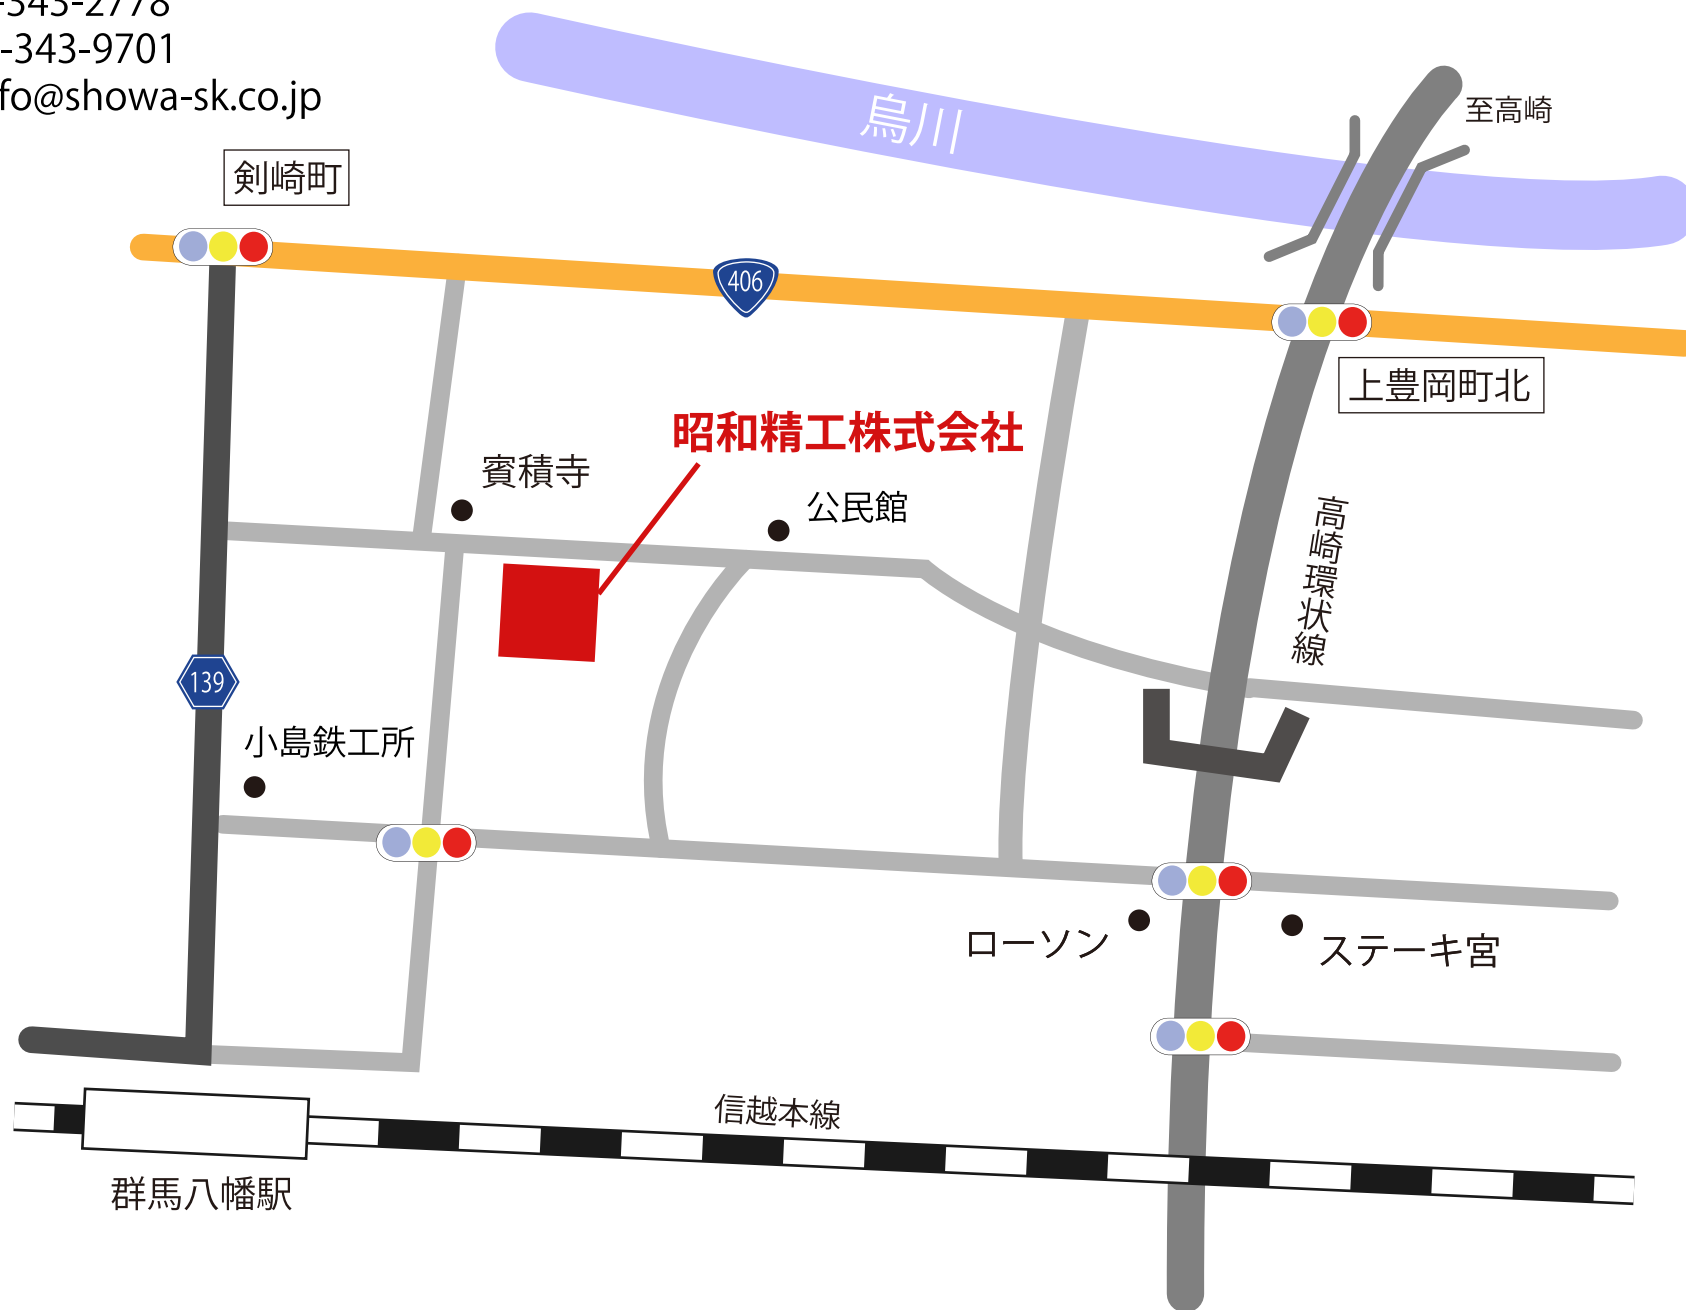 -343-2778
-343-9701
fo@showa-sk.co.jp
烏川
至高崎
剣崎町
406
上豊岡町北
昭和精工株式会社
賓積寺
公民館
高崎環状線
139
小島鉄工所
ローソン
ステーキ宮
信越本線
群馬八幡駅